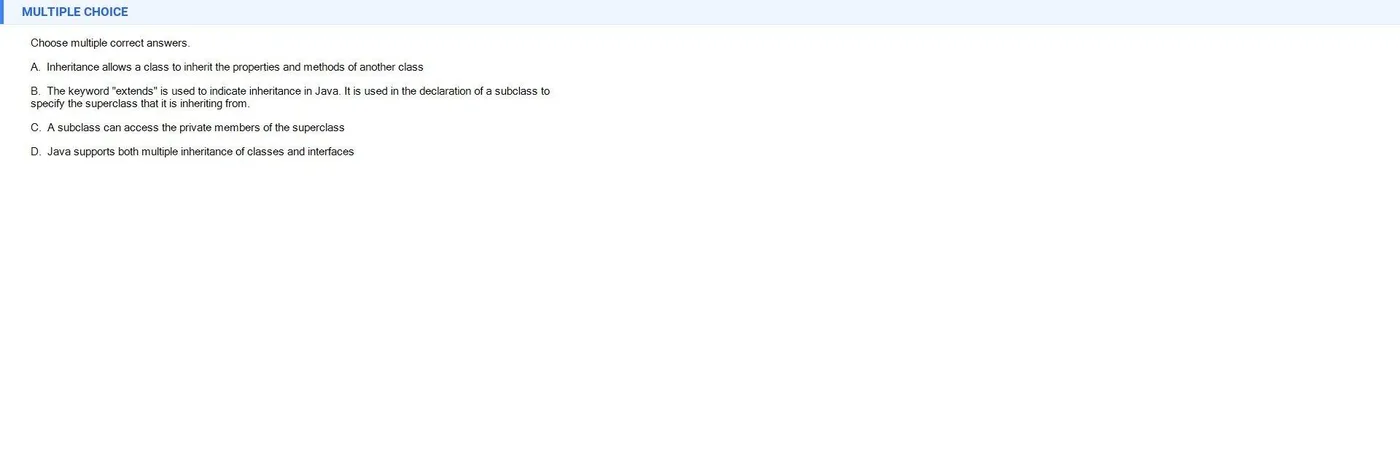 MULTIPLE CHOICE
Choose multiple correct answers.
A. Inheritance allows a class to inherit the properties and methods of another class
B. The keyword "extends" is used to indicate inheritance in Java. It is used in the declaration of a subclass to
specify the superclass that it is inheriting from.
C. A subclass can access the private members of the superclass
D. Java supports both multiple inheritance of classes and interfaces